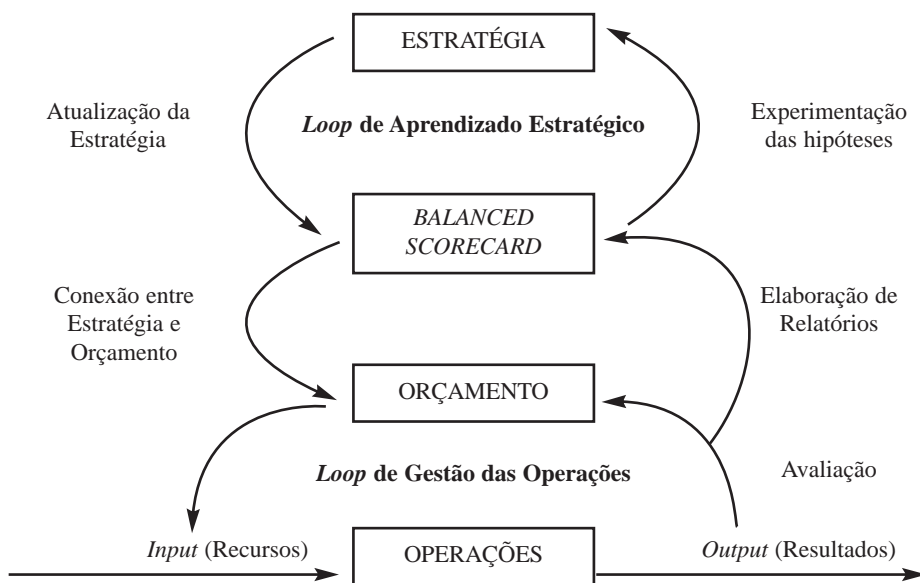 ESTRATÉGIA
Atualização da
Estratégia
Loop de Aprendizado Estratégico
Experimentação
das hipóteses
BALANCED
SCORECARD
Conexão entre
Estratégia e
Orçamento
Elaboração de
Relatórios
ORÇAMENTO
Loop de Gestão das Operações
Avaliação
Input (Recursos)
OPERAÇÕES
Output (Resultados)